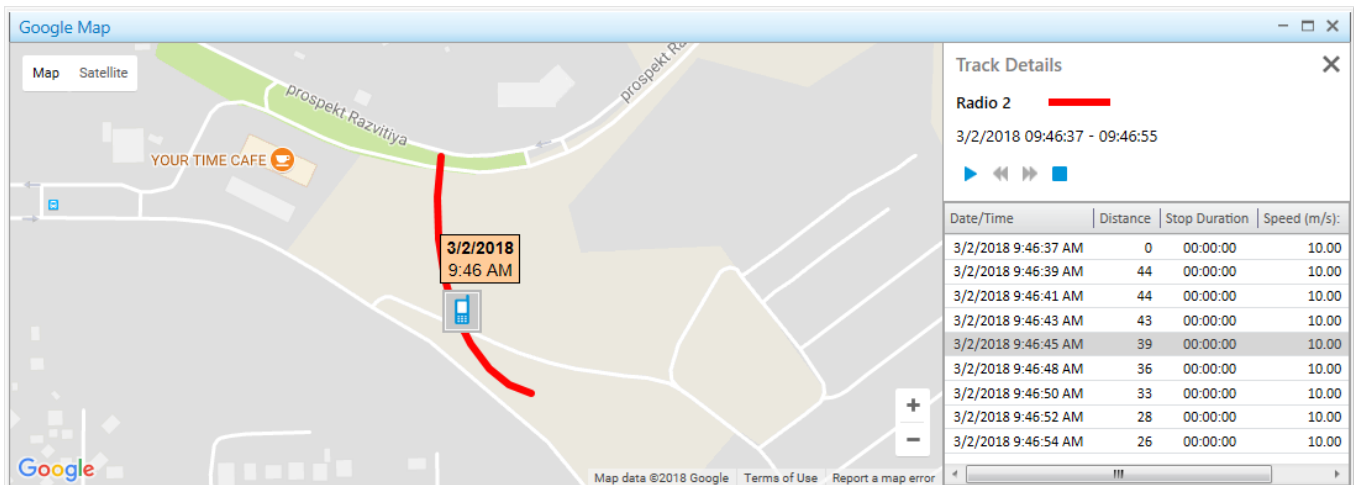 Google Map
Map Satellite
prospekt Razvitiya
prospekt Ra
YOUR TIME CAFE
3/2/2018
9:46 AM
+
−
Google
Map data ©2018 Google Terms of Use Report a map error
Track Details
Radio 2
3/2/2018 09:46:37 - 09:46:55
Date/Time Distance Stop Duration Speed (m/s):
3/2/2018 9:46:37 AM 0 00:00:00 10.00
3/2/2018 9:46:39 AM 44 00:00:00 10.00
3/2/2018 9:46:41 AM 44 00:00:00 10.00
3/2/2018 9:46:43 AM 43 00:00:00 10.00
3/2/2018 9:46:45 AM 39 00:00:00 10.00
3/2/2018 9:46:48 AM 36 00:00:00 10.00
3/2/2018 9:46:50 AM 33 00:00:00 10.00
3/2/2018 9:46:52 AM 28 00:00:00 10.00
3/2/2018 9:46:54 AM 26 00:00:00 10.00